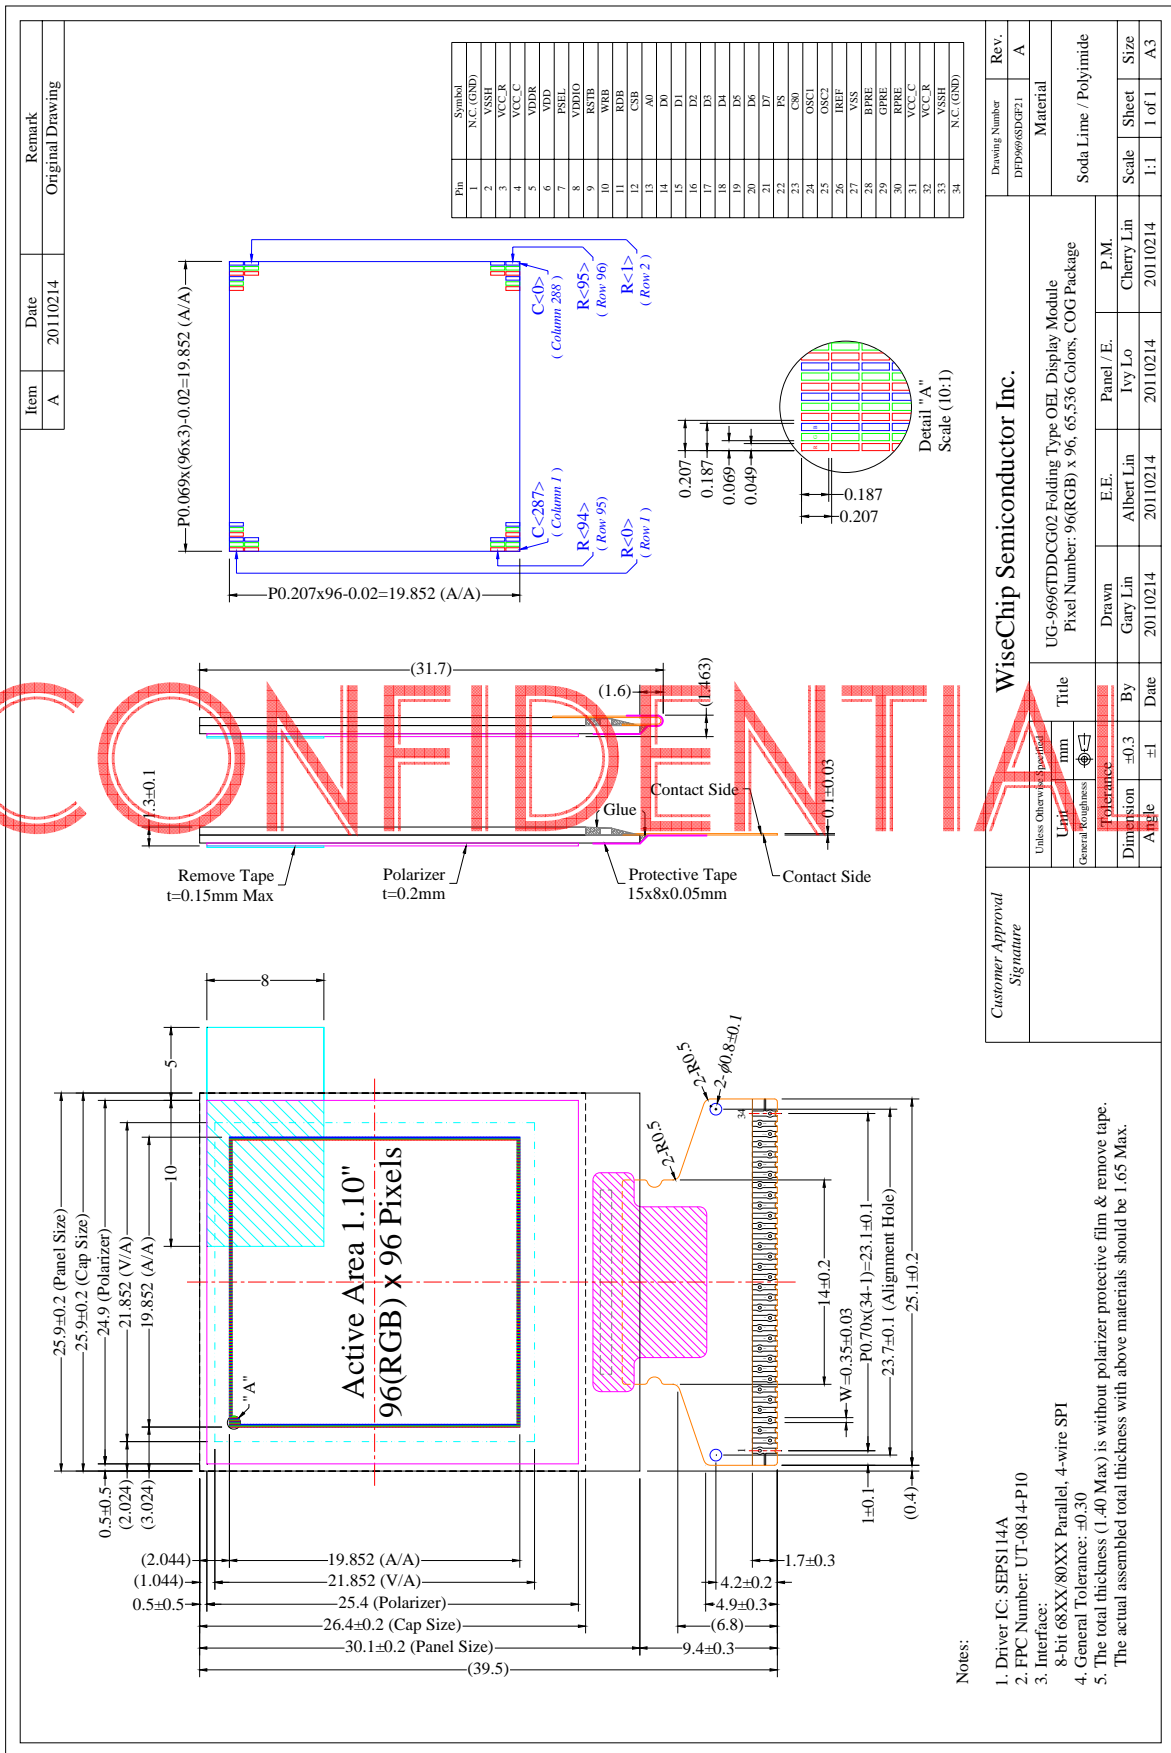 Item Date Remark
A 20110214 Original Drawing
25.9±0.2 (Panel Size)
25.9±0.2 (Cap Size)
24.9 (Polarizer)
21.852 (V/A)
19.852 (A/A)
0.5±0.5
(2.024)
(3.024)
10
5
8
"A"
Active Area 1.10"
96(RGB) x 96 Pixels
(2.044)
(1.044)
0.5±0.5
19.852 (A/A)
21.852 (V/A)
25.4 (Polarizer)
26.4±0.2 (Cap Size)
30.1±0.2 (Panel Size)
(39.5)
1.7±0.3
4.2±0.2
4.9±0.3
(6.8)
9.4±0.3
2-R0.5
2-R0.5
2-ϕ0.8±0.1
1
34
14±0.2
W=0.35±0.03
P0.70x(34-1)=23.1±0.1
23.7±0.1 (Alignment Hole)
25.1±0.2
1±0.1
(0.4)
1.3±0.1
Remove Tape
t=0.15mm Max
Polarizer
t=0.2mm
Protective Tape
15x8x0.05mm
Glue
Contact Side
Contact Side
0.1±0.03
(31.7)
(1.6)
(1.463)
CONFIDENTIAL
P0.069x(96x3)-0.02=19.852 (A/A)
P0.207x96-0.02=19.852 (A/A)
C<287>
( Column 1 )
R<94>
( Row 95)
R<0>
( Row 1 )
C<0>
( Column 288 )
R<95>
( Row 96)
R<1>
( Row 2 )
0.207
0.187
0.069
0.049
0.187
0.207
Detail "A"
Scale (10:1)
Pin Symbol
1 N.C. (GND)
2 VSSH
3 VCC_R
4 VCC_C
5 VDDR
6 VDD
7 PSEL
8 VDDIO
9 RSTB
10 WRB
11 RDB
12 CSB
13 A0
14 D0
15 D1
16 D2
17 D3
18 D4
19 D5
20 D6
21 D7
22 PS
23 C80
24 OSC1
25 OSC2
26 IREF
27 VSS
28 BPRE
29 GPRE
30 RPRE
31 VCC_C
32 VCC_R
33 VSSH
34 N.C. (GND)
Notes:
1. Driver IC: SEPS114A
2. FPC Number: UT-0814-P10
3. Interface:
8-bit 68XX/80XX Parallel, 4-wire SPI
4. General Tolerance: ±0.30
5. The total thickness (1.40 Max) is without polarizer protective film & remove tape.
The actual assembled total thickness with above materials should be 1.65 Max.
Customer Approval
Signature
WiseChip Semiconductor Inc.
Drawing Number Rev.
DFD9696SDGF21 A
Unless Otherwise Specified
Unit mm
General Roughness
Tolerance
Dimension ±0.3
Angle ±1
Title
UG-9696TDDCG02 Folding Type OEL Display Module
Pixel Number: 96(RGB) x 96, 65,536 Colors, COG Package
Material
Soda Lime / Polyimide
Drawn E.E. Panel / E. P.M.
By Gary Lin Albert Lin Ivy Lo Cherry Lin
Date 20110214 20110214 20110214 20110214
Scale Sheet Size
1:1 1 of 1 A3